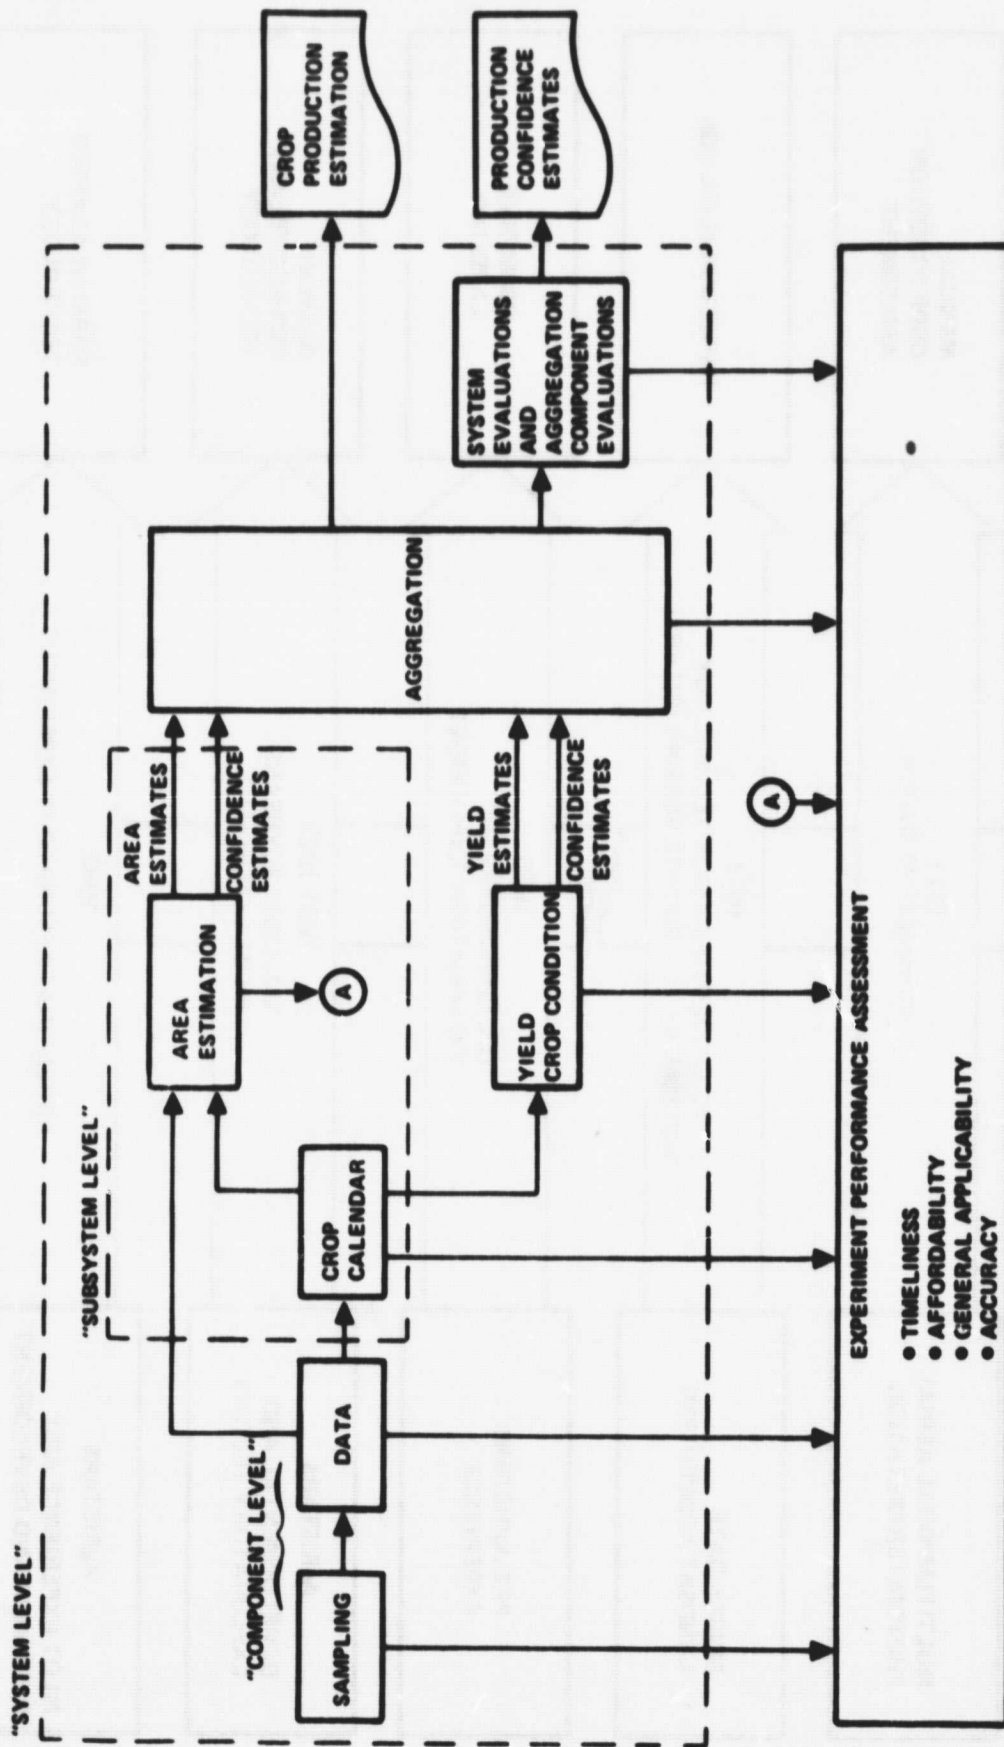 "SYSTEM LEVEL"
"SUBSYSTEM LEVEL"
"COMPONENT LEVEL"
SAMPLING
DATA
CROP
CALENDAR
AREA
ESTIMATION
A
AREA
ESTIMATES
CONFIDENCE
ESTIMATES
YIELD
CROP CONDITION
YIELD
ESTIMATES
CONFIDENCE
ESTIMATES
AGGREGATION
SYSTEM
EVALUATIONS
AND
AGGREGATION
COMPONENT
EVALUATIONS
CROP
PRODUCTION
ESTIMATION
PRODUCTION
CONFIDENCE
ESTIMATES
A
EXPERIMENT PERFORMANCE ASSESSMENT
● TIMELINESS
● AFFORDABILITY
● GENERAL APPLICABILITY
● ACCURACY